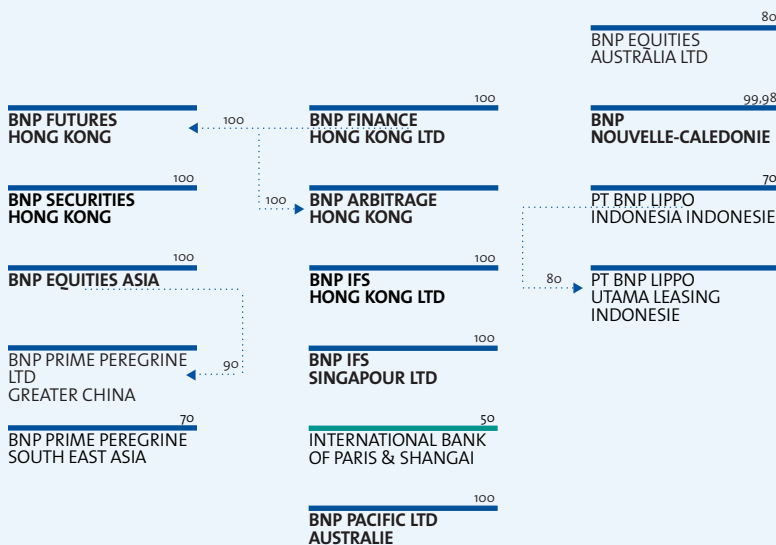 80
BNP EQUITIES
AUSTRALIA LTD
BNP FUTURES
HONG KONG
100
100
BNP FINANCE
HONG KONG LTD
99,98
BNP
NOUVELLE-CALEDONIE
100
BNP SECURITIES
HONG KONG
100
BNP ARBITRAGE
HONG KONG
70
PT BNP LIPPO
INDONESIA INDONESIE
100
BNP EQUITIES ASIA
100
BNP IFS
HONG KONG LTD
80
PT BNP LIPPO
UTAMA LEASING
INDONESIE
BNP PRIME PEREGRINE
LTD
GREATER CHINA
90
100
BNP IFS
SINGAPOUR LTD
70
BNP PRIME PEREGRINE
SOUTH EAST ASIA
50
INTERNATIONAL BANK
OF PARIS & SHANGAI
100
BNP PACIFIC LTD
AUSTRALIE